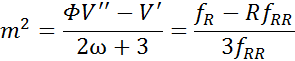 m² = (ΦV′′ − V′)/(2ω + 3) = (f_R − Rf_RR)/(3f_RR)